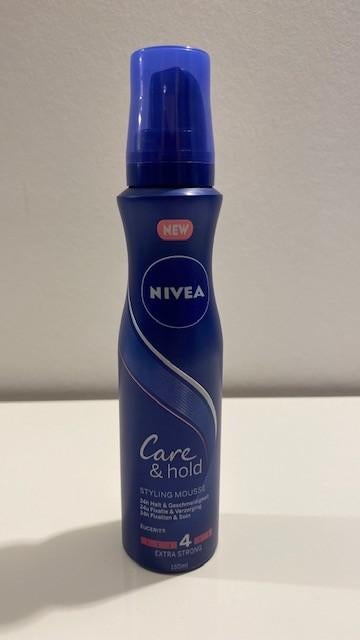 NEW
NIVEA
Care
& hold
STYLING MOUSSE
24h Halt & Geschmeidigkeit
24u Fixatie & Verzorging
24h Fixation & Soin
EUCERIT®
4
EXTRA STRONG
150ml